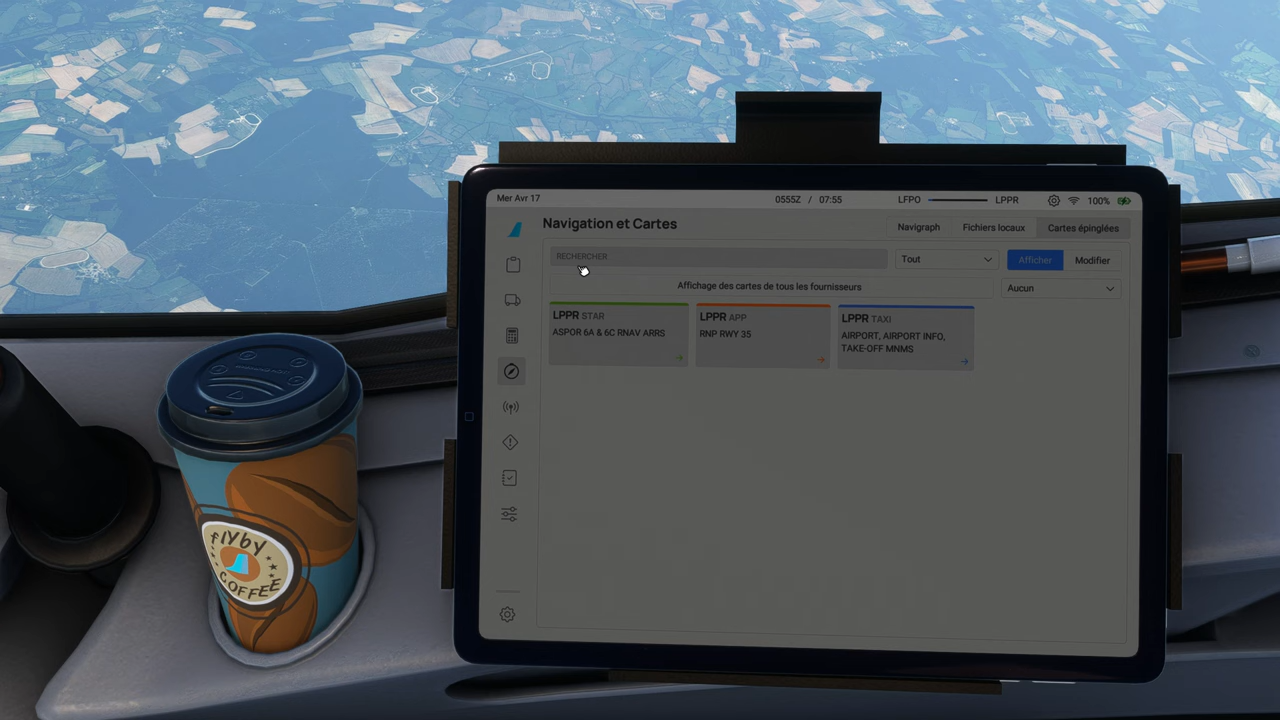 Mer Avr 17
0555Z / 07:55
LFPO LPPR
100%
Navigation et Cartes
Navigraph
Fichiers locaux
Cartes épinglées
RECHERCHER
Tout
Afficher
Modifier
Affichage des cartes de tous les fournisseurs
Aucun
LPPR STAR
ASPOR 6A & 6C RNAV ARRS
LPPR APP
RNP RWY 35
LPPR TAXI
AIRPORT, AIRPORT INFO,
TAKE-OFF MNMS
flyby
COFFEE